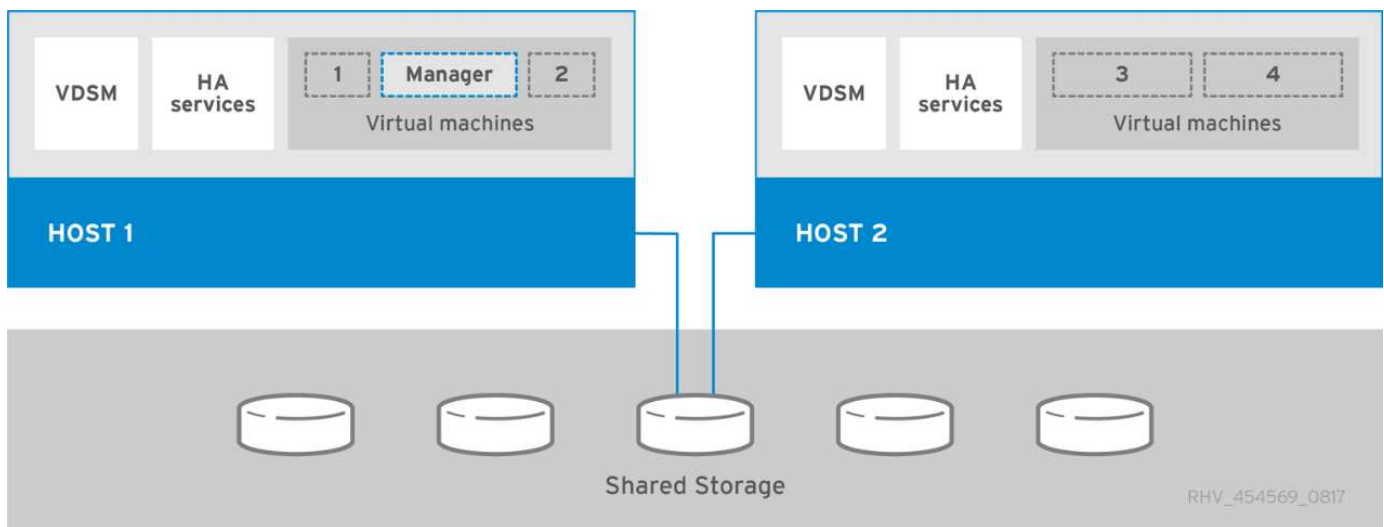 VDSM
HA
services
1
Manager
2
Virtual machines
HOST 1
VDSM
HA
services
3
4
Virtual machines
HOST 2
Shared Storage
RHV_454569_0817